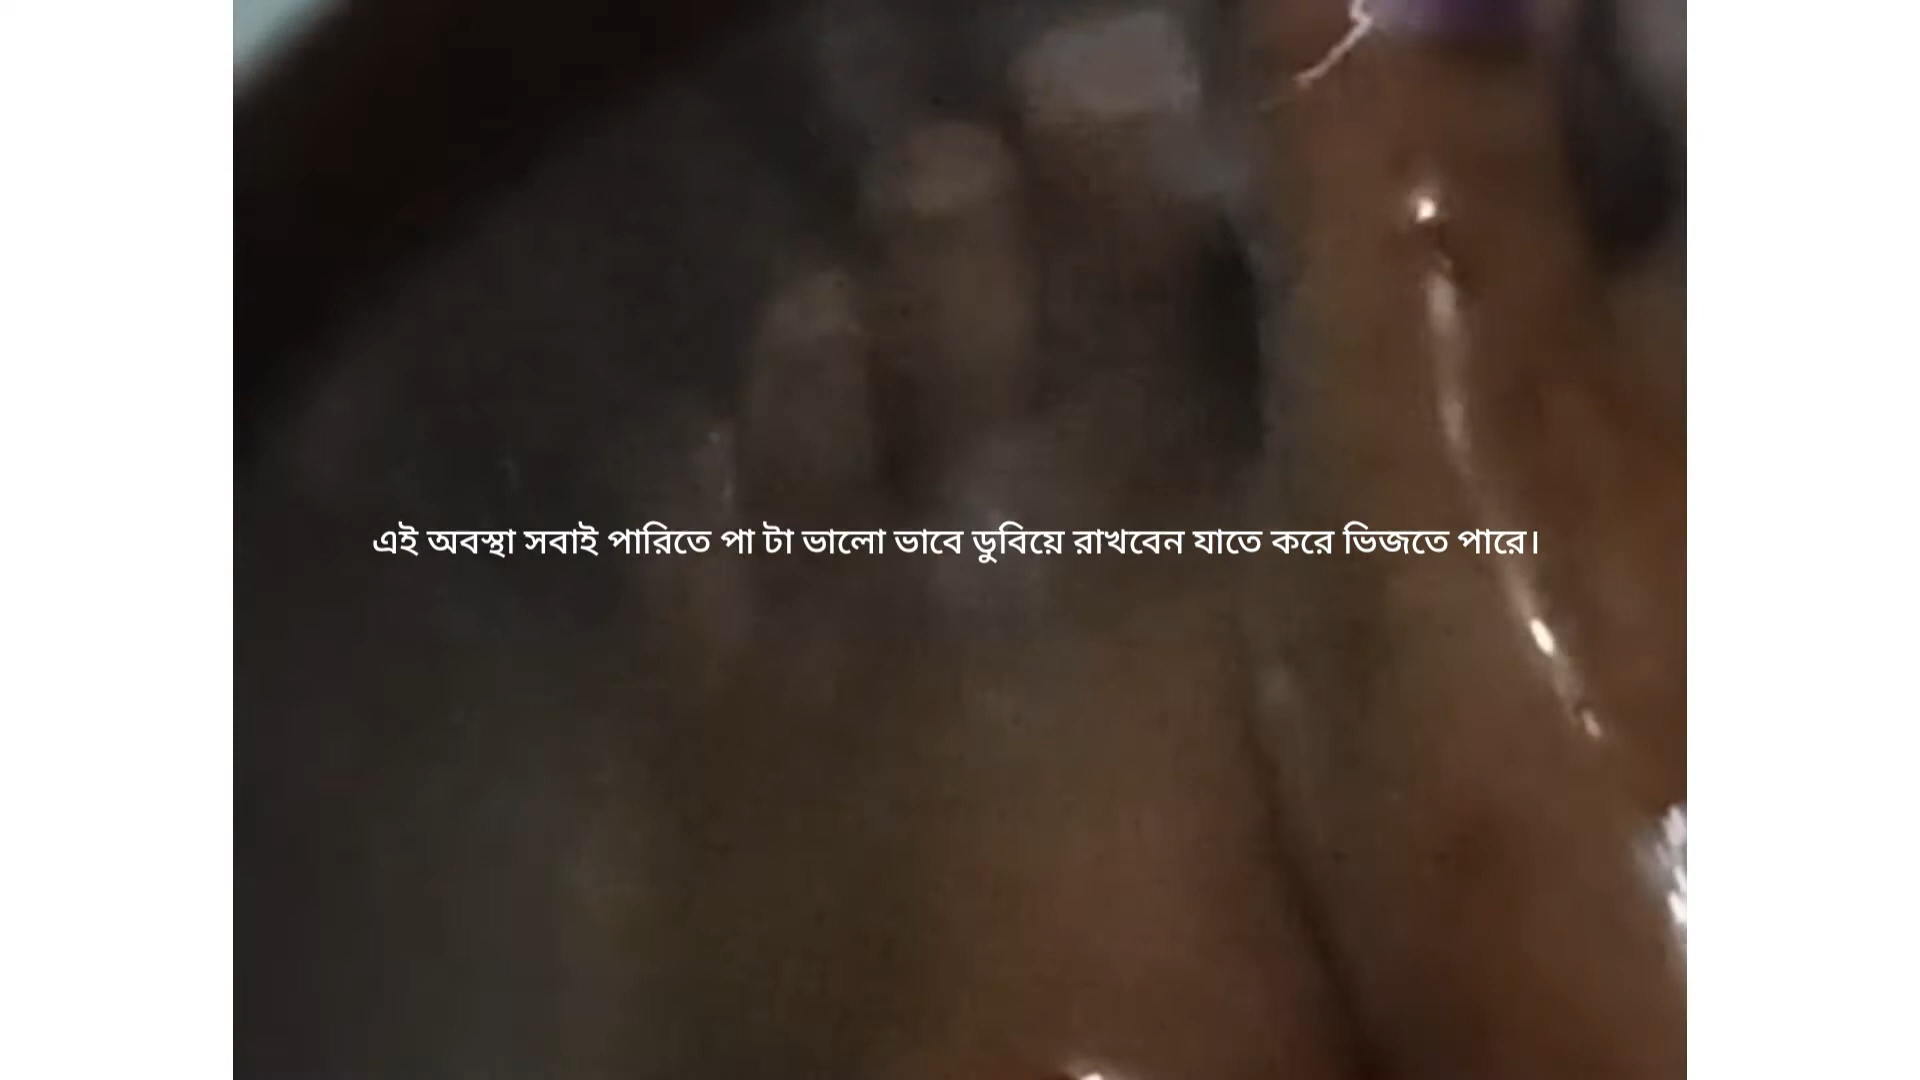 এই অবস্থা সবাই পারিতে পা টা ভালো ভাবে ডুবিয়ে রাখবেন যাতে করে ভিজতে পারে।